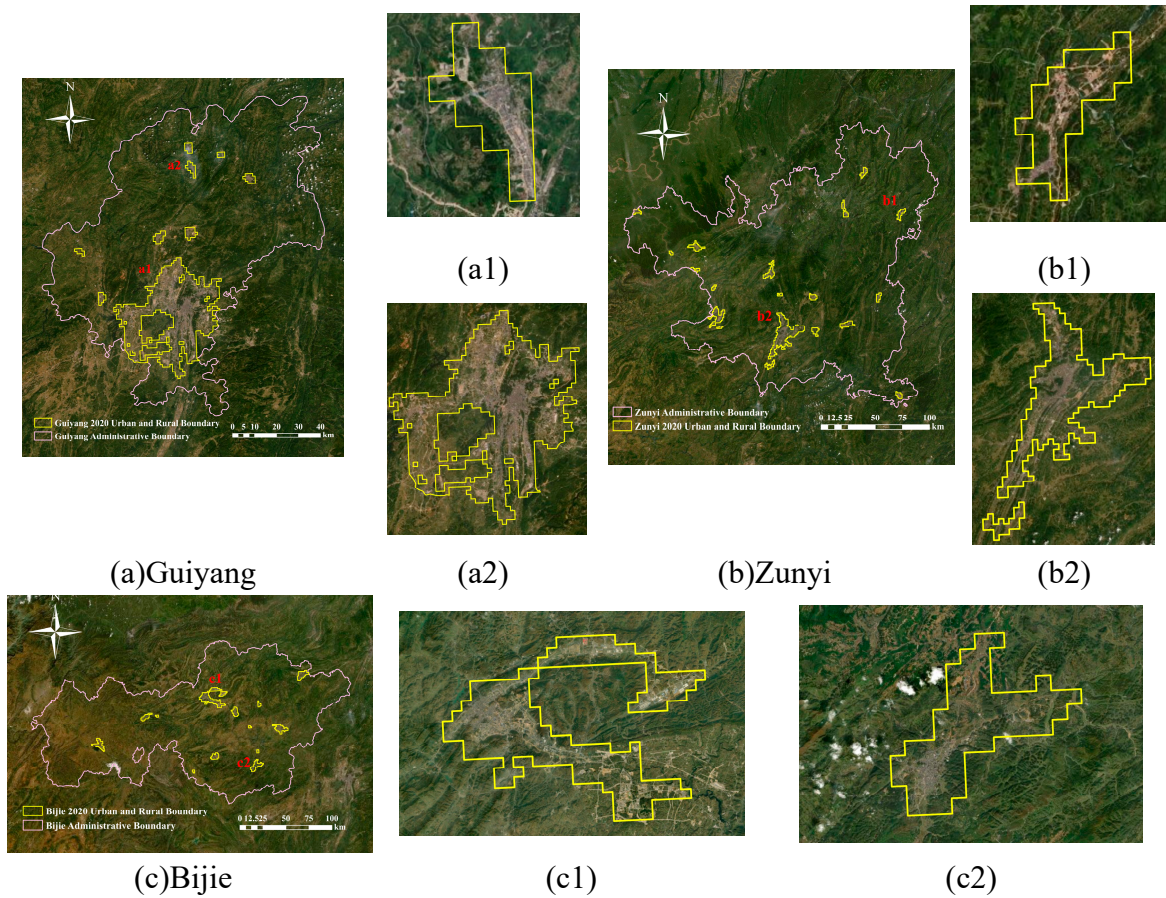 N
a2
a1
Guiyang 2020 Urban and Rural Boundary
Guiyang Administrative Boundary
0 5 10 20 30 40
km
(a1)
N
b1
b2
Zunyi Administrative Boundary
Zunyi 2020 Urban and Rural Boundary
0 12.5 25 50 75 100
km
(b1)
(a)Guiyang
(a2)
(b)Zunyi
(b2)
N
c1
c2
Bijie 2020 Urban and Rural Boundary
Bijie Administrative Boundary
0 12.525 50 75 100
km
(c)Bijie
(c1)
(c2)